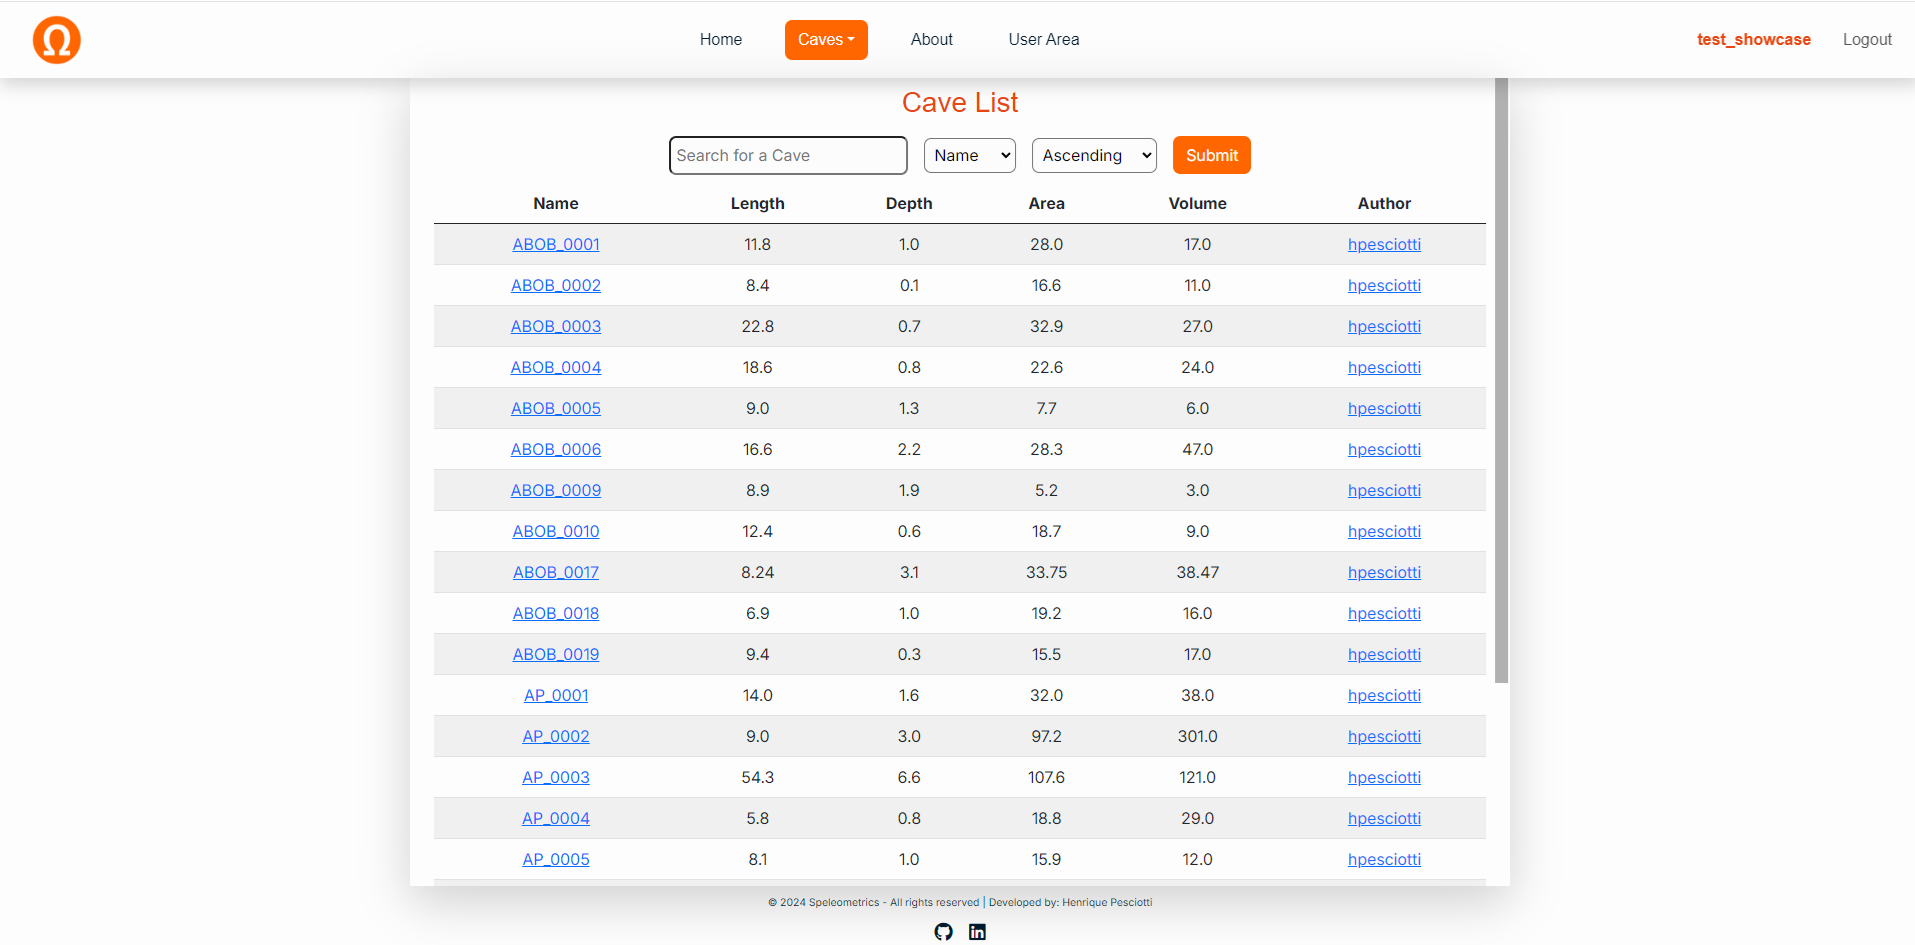 Ω Home Caves About User Area test_showcase Logout
Cave List
Search for a Cave Name Ascending Submit
Name Length Depth Area Volume Author
ABOB_0001 11.8 1.0 28.0 17.0 hpesciotti
ABOB_0002 8.4 0.1 16.6 11.0 hpesciotti
ABOB_0003 22.8 0.7 32.9 27.0 hpesciotti
ABOB_0004 18.6 0.8 22.6 24.0 hpesciotti
ABOB_0005 9.0 1.3 7.7 6.0 hpesciotti
ABOB_0006 16.6 2.2 28.3 47.0 hpesciotti
ABOB_0009 8.9 1.9 5.2 3.0 hpesciotti
ABOB_0010 12.4 0.6 18.7 9.0 hpesciotti
ABOB_0017 8.24 3.1 33.75 38.47 hpesciotti
ABOB_0018 6.9 1.0 19.2 16.0 hpesciotti
ABOB_0019 9.4 0.3 15.5 17.0 hpesciotti
AP_0001 14.0 1.6 32.0 38.0 hpesciotti
AP_0002 9.0 3.0 97.2 301.0 hpesciotti
AP_0003 54.3 6.6 107.6 121.0 hpesciotti
AP_0004 5.8 0.8 18.8 29.0 hpesciotti
AP_0005 8.1 1.0 15.9 12.0 hpesciotti
© 2024 Speleometrics - All rights reserved | Developed by: Henrique Pesciotti
in